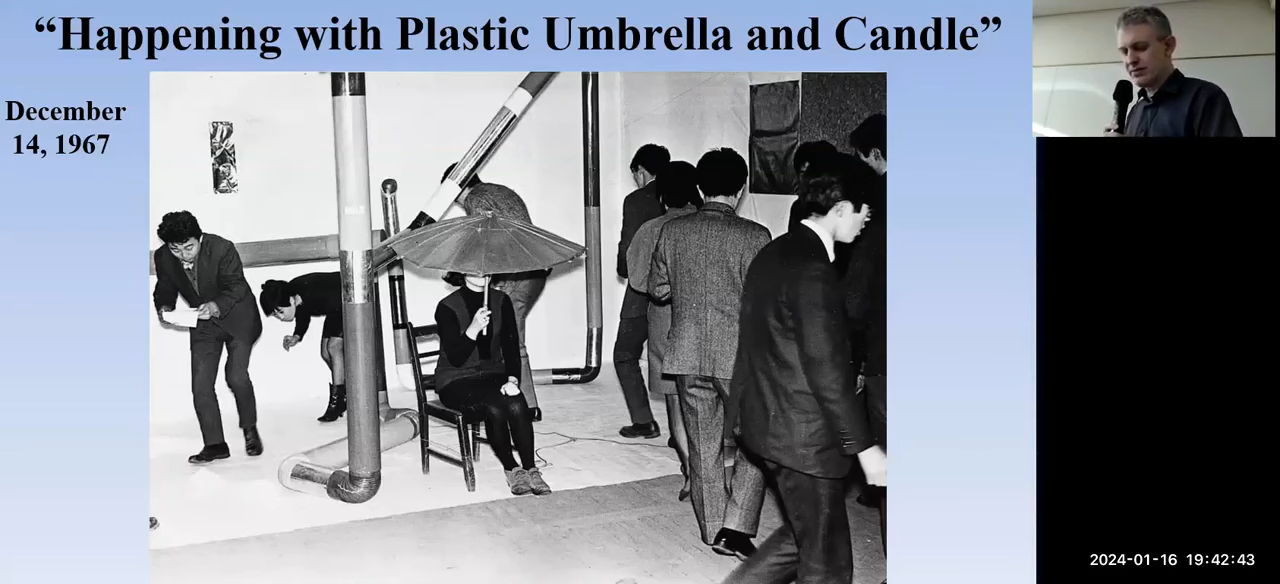 “Happening with Plastic Umbrella and Candle”
December
14, 1967
2024-01-16 19:42:43